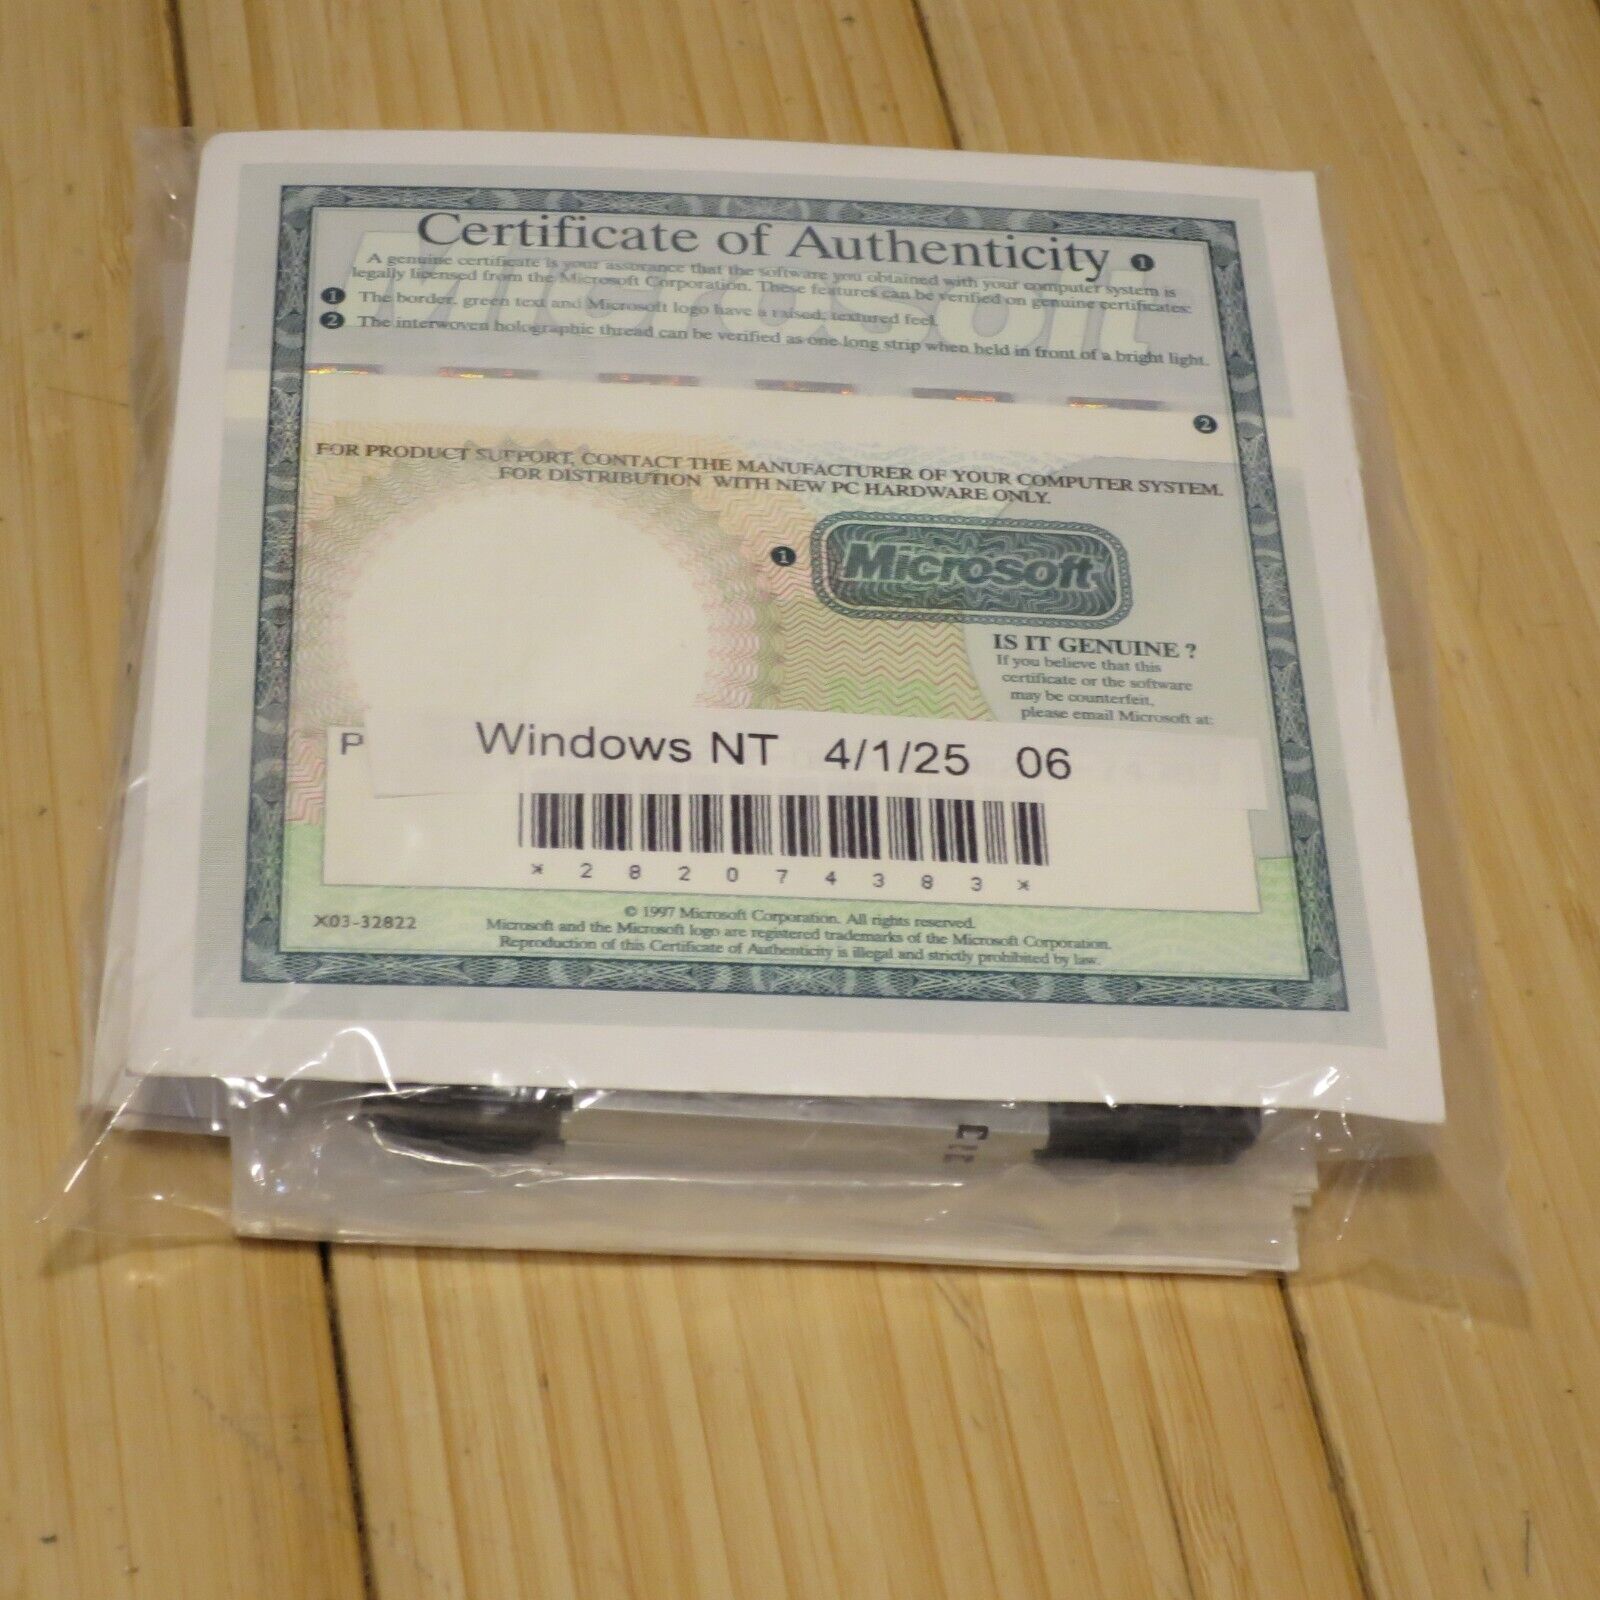 Certificate of Authenticity 1
A genuine certificate is your assurance that the software you obtained with your computer system is
legally licensed from the Microsoft Corporation. These features can be verified on genuine certificates:
1 The border, green text and Microsoft logo have a raised, textured feel.
2 The interwoven holographic thread can be verified as one long strip when held in front of a bright light.
2
FOR PRODUCT SUPPORT, CONTACT THE MANUFACTURER OF YOUR COMPUTER SYSTEM.
FOR DISTRIBUTION WITH NEW PC HARDWARE ONLY.
1 Microsoft
IS IT GENUINE ?
If you believe that this
certificate or the software
may be counterfeit,
please email Microsoft at:
P Windows NT 4/1/25 06
*282074383*
X03-32822
© 1997 Microsoft Corporation. All rights reserved.
Microsoft and the Microsoft logo are registered trademarks of the Microsoft Corporation.
Reproduction of this Certificate of Authenticity is illegal and strictly prohibited by law.